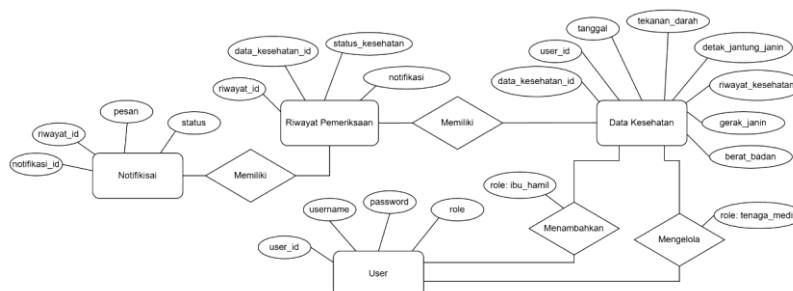 tekanan_darah
tanggal
status_kesehatan
data_kesehatan_id
detak_jantung_janin
user_id
notifikasi
data_kesehatan_id
riwayat_kesehatan
riwayat_id
pesan
Riwayat Pemeriksaan
Memiliki
Data Kesehatan
gerak_janin
riwayat_id
status
berat_badan
notifikasi_id
Notifikisai
Memiliki
role: ibu_hamil
password
username
role
role: tenaga_medi
Menambahkan
Mengelola
user_id
User